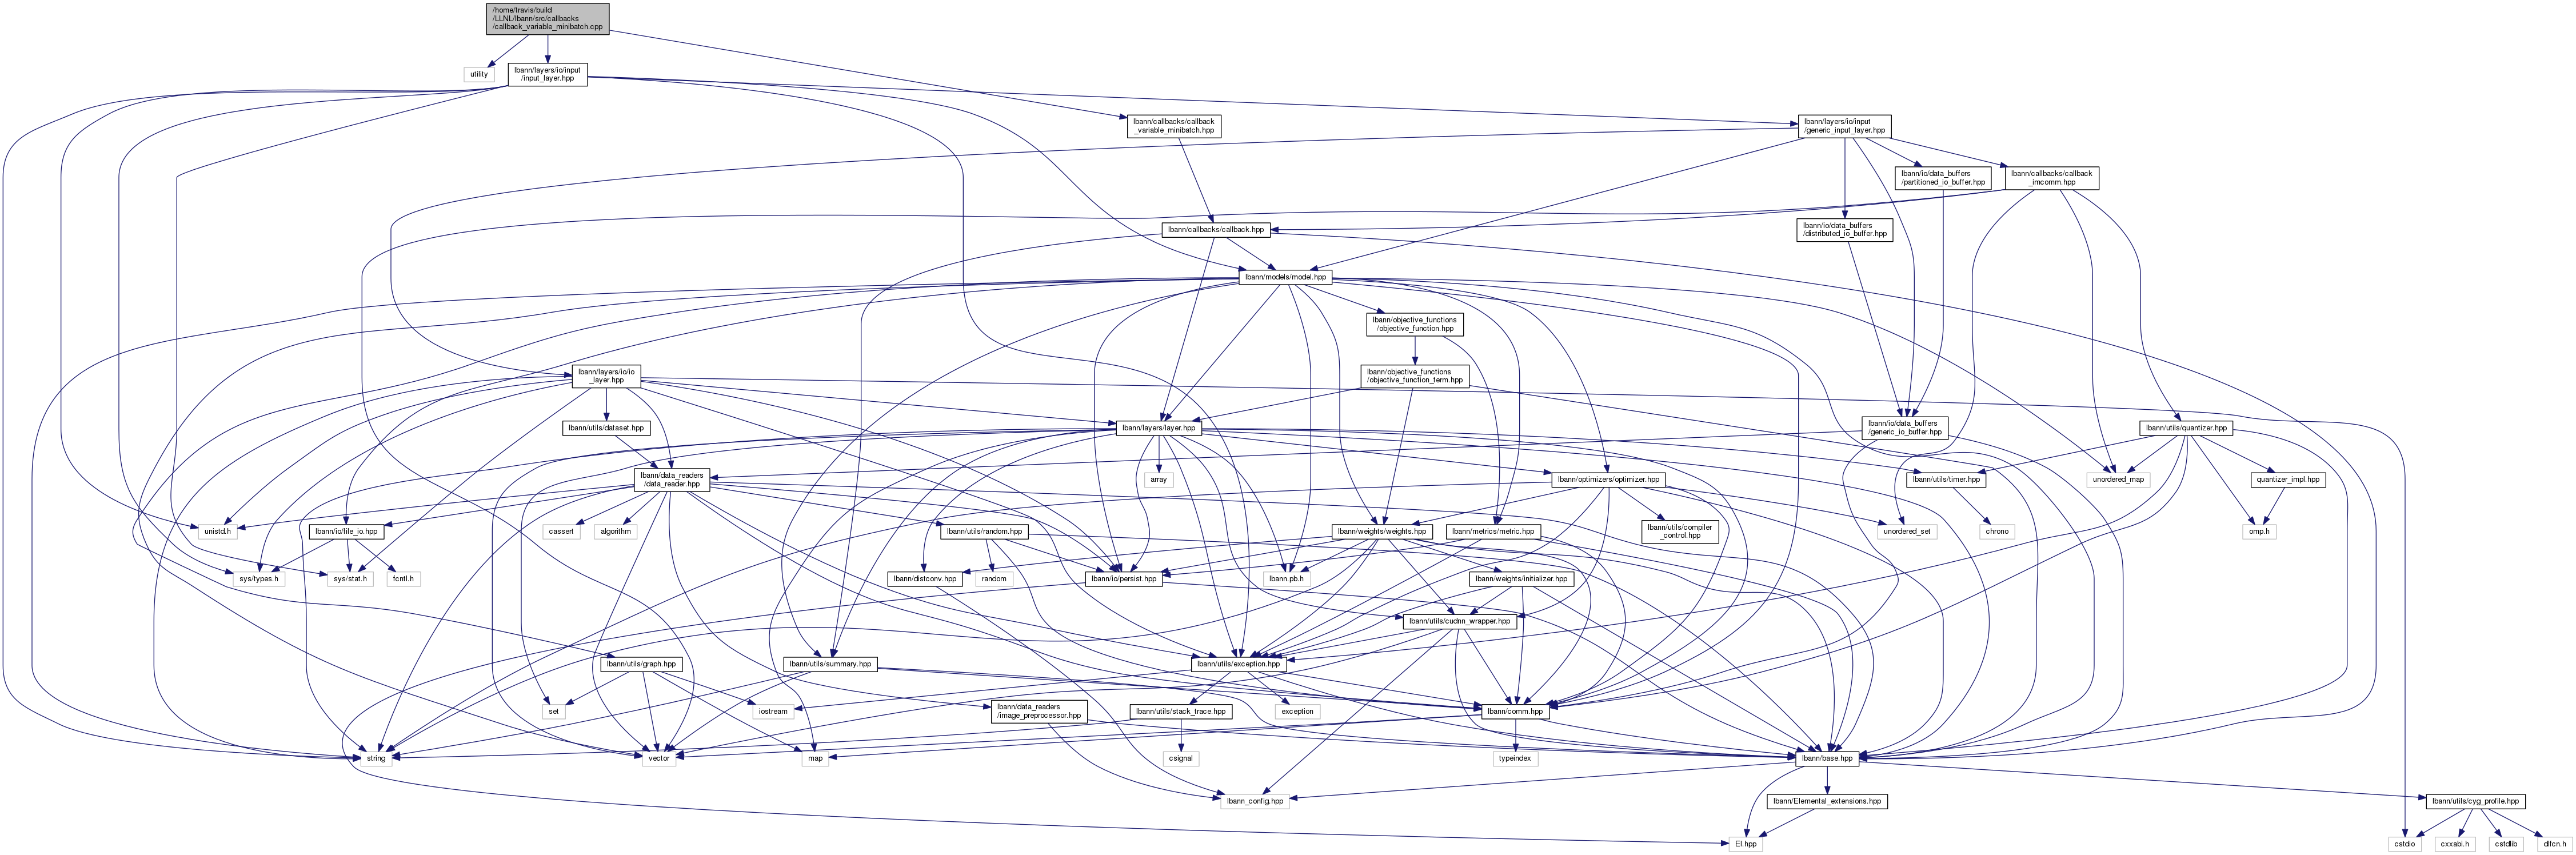 /home/travis/build
/LLNL/lbann/src/callbacks
/callback_variable_minibatch.cpp
utility
lbann/layers/io/input
/input_layer.hpp
lbann/callbacks/callback
_variable_minibatch.hpp
lbann/layers/io/input
/generic_input_layer.hpp
lbann/io/data_buffers
/partitioned_io_buffer.hpp
lbann/callbacks/callback
_imcomm.hpp
lbann/callbacks/callback.hpp
lbann/io/data_buffers
/distributed_io_buffer.hpp
lbann/models/model.hpp
lbann/objective_functions
/objective_function.hpp
lbann/layers/io/io
_layer.hpp
lbann/objective_functions
/objective_function_term.hpp
lbann/utils/dataset.hpp
lbann/layers/layer.hpp
lbann/io/data_buffers
/generic_io_buffer.hpp
lbann/utils/quantizer.hpp
lbann/data_readers
/data_reader.hpp
array
lbann/optimizers/optimizer.hpp
lbann/utils/timer.hpp
unordered_map
quantizer_impl.hpp
unistd.h
lbann/io/file_io.hpp
cassert
algorithm
lbann/utils/random.hpp
lbann/weights/weights.hpp
lbann/metrics/metric.hpp
lbann/utils/compiler
_control.hpp
unordered_set
chrono
omp.h
sys/types.h
sys/stat.h
fcntl.h
lbann/distconv.hpp
random
lbann/io/persist.hpp
lbann.pb.h
lbann/weights/initializer.hpp
lbann/utils/cudnn_wrapper.hpp
lbann/utils/graph.hpp
lbann/utils/summary.hpp
lbann/utils/exception.hpp
set
iostream
lbann/data_readers
/image_preprocessor.hpp
lbann/utils/stack_trace.hpp
exception
lbann/comm.hpp
string
vector
map
csignal
typeindex
lbann/base.hpp
lbann_config.hpp
lbann/Elemental_extensions.hpp
lbann/utils/cyg_profile.hpp
El.hpp
cstdio
cxxabi.h
cstdlib
dlfcn.h